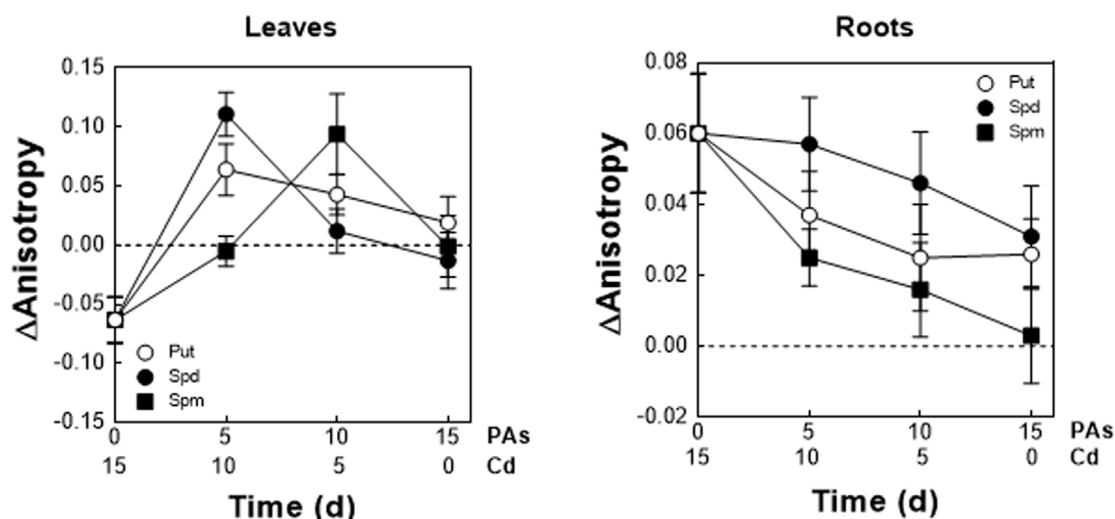 Leaves
0.15
0.10
0.05
0.00
-0.05
-0.10
-0.15
ΔAnisotropy
Put
Spd
Spm
0 5 10 15 PAs
15 10 5 0 Cd
Time (d)
Roots
0.08
0.06
0.04
0.02
0.00
-0.02
ΔAnisotropy
Put
Spd
Spm
0 5 10 15 PAs
15 10 5 0 Cd
Time (d)